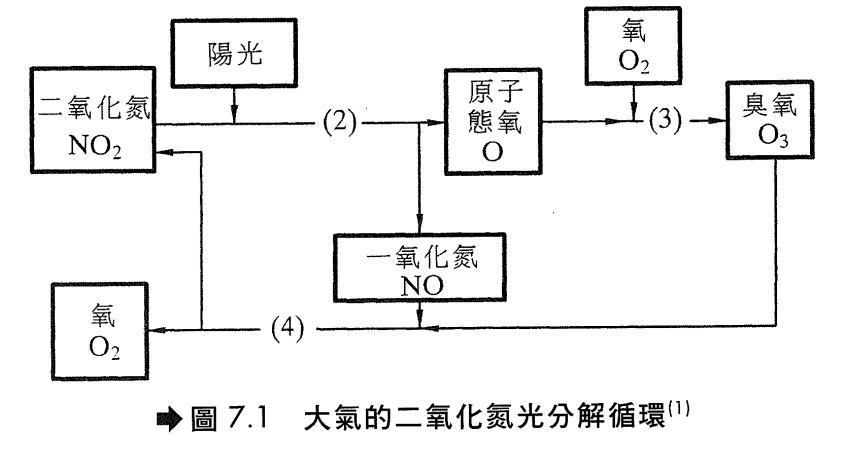 陽光
氧
O₂
二氧化氮
NO₂
(2)
原子
態氧
O
(3)
臭氧
O₃
一氧化氮
NO
氧
O₂
(4)
➡ 圖 7.1 大氣的二氧化氮光分解循環⁽¹⁾